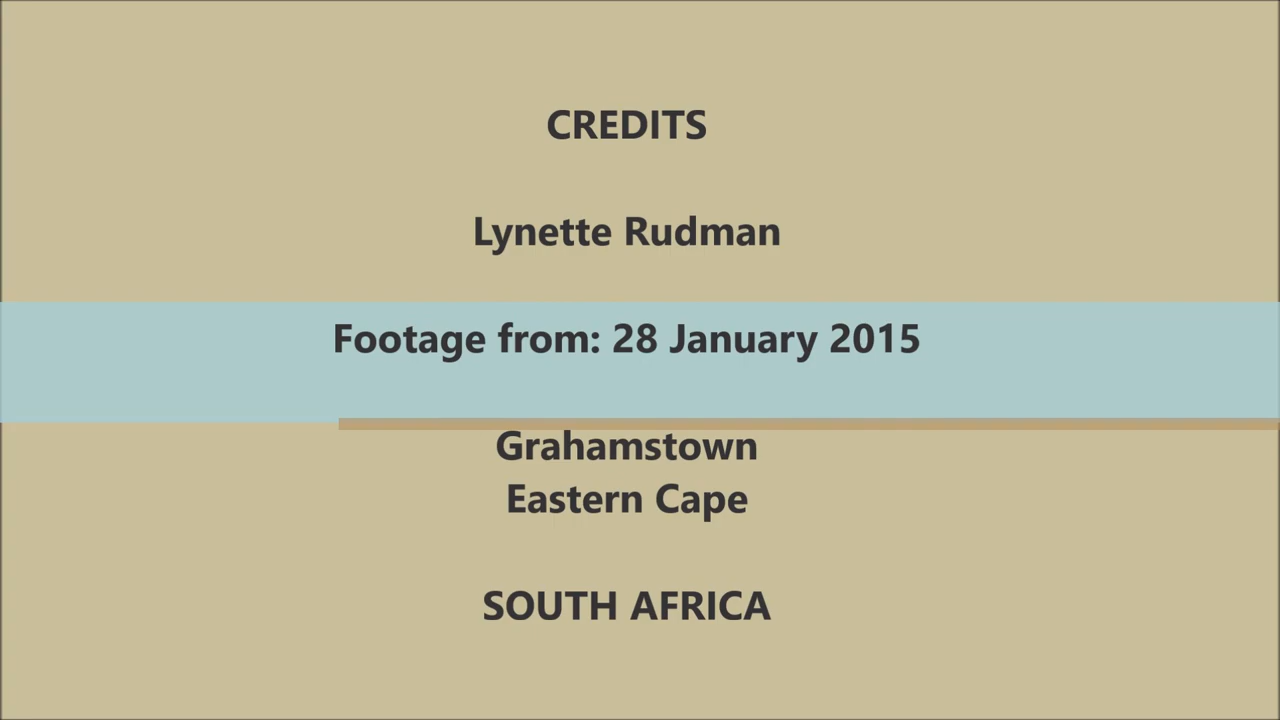 CREDITS
Lynette Rudman
Footage from: 28 January 2015
Grahamstown
Eastern Cape
SOUTH AFRICA